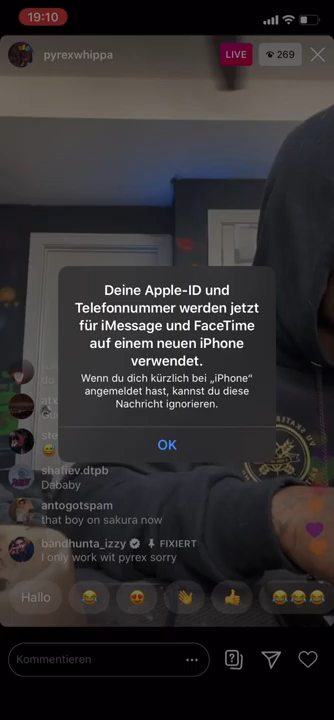 19:10
pyrexwhippa
LIVE
269
Deine Apple-ID und
Telefonnummer werden jetzt
für iMessage und FaceTime
auf einem neuen iPhone
verwendet.
Wenn du dich kürzlich bei „iPhone“
angemeldet hast, kannst du diese
Nachricht ignorieren.
OK
shafiev.dtpb
Dababy
antogotspam
that boy on sakura now
bandhunta_izzy FIXIERT
I only work wit pyrex sorry
Hallo
Kommentieren